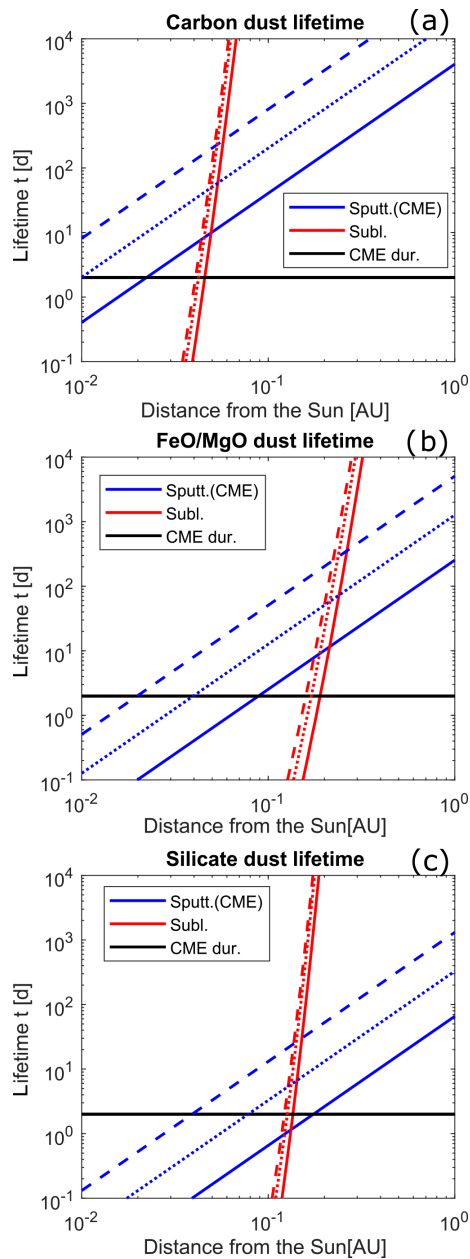 Carbon dust lifetime
(a)
10^4
10^3
10^2
10^1
10^0
10^-1
Lifetime t [d]
Sputt.(CME)
Subl.
CME dur.
10^-2
10^-1
10^0
Distance from the Sun [AU]
FeO/MgO dust lifetime
(b)
10^4
10^3
10^2
10^1
10^0
10^-1
Lifetime t [d]
Sputt.(CME)
Subl.
CME dur.
10^-2
10^-1
10^0
Distance from the Sun[AU]
Silicate dust lifetime
(c)
10^4
10^3
10^2
10^1
10^0
10^-1
Lifetime t [d]
Sputt.(CME)
Subl.
CME dur.
10^-2
10^-1
10^0
Distance from the Sun [AU]